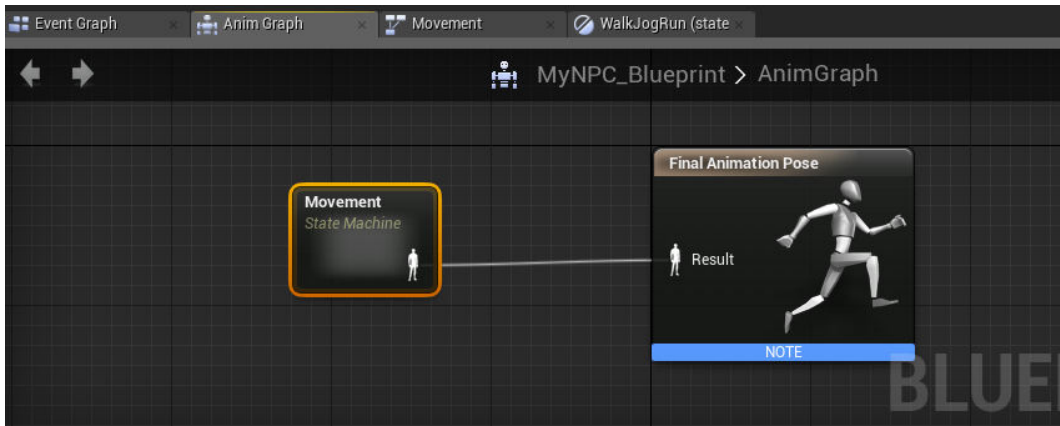 Event Graph
Anim Graph
Movement
WalkJogRun (state
MyNPC_Blueprint > AnimGraph
Final Animation Pose
Movement
State Machine
Result
NOTE
BLUE